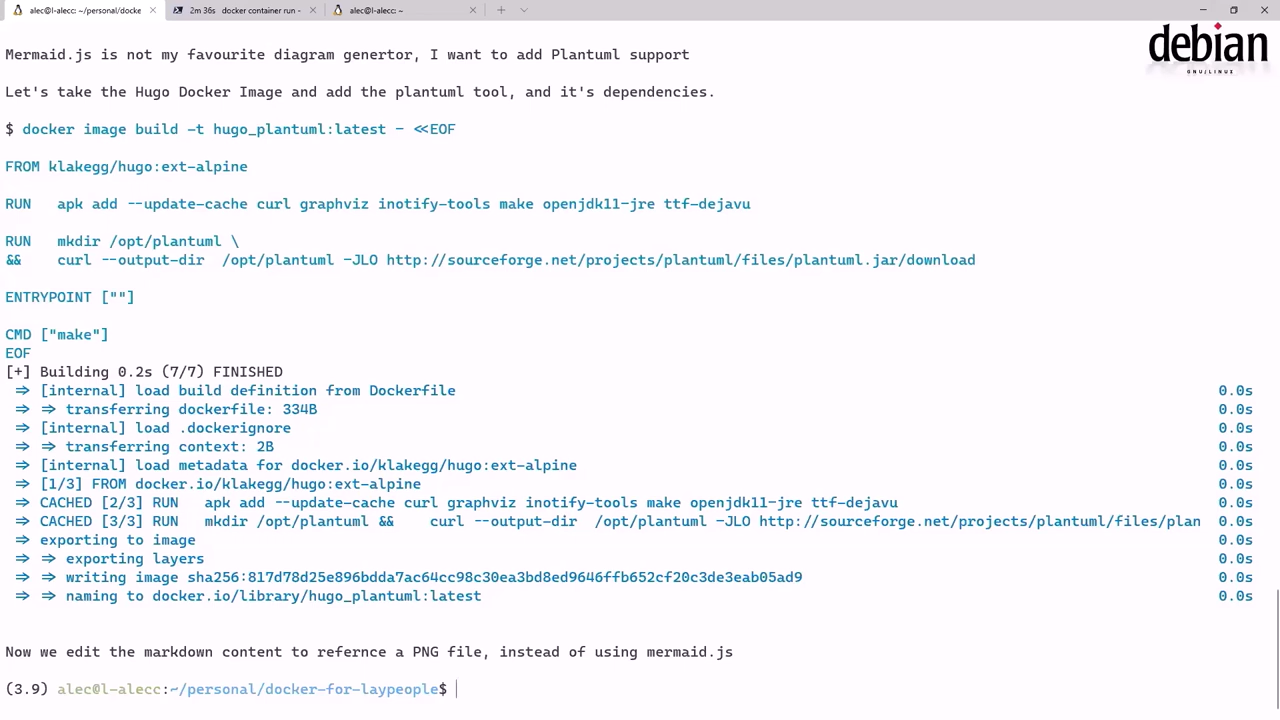 alec@l-alecc: ~/personal/docke
2m 36s docker container run -
alec@l-alecc: ~
debian
GNU/LINUX
Mermaid.js is not my favourite diagram genertor, I want to add Plantuml support
Let's take the Hugo Docker Image and add the plantuml tool, and it's dependencies.
$ docker image build -t hugo_plantuml:latest - <<EOF
FROM klakegg/hugo:ext-alpine
RUN   apk add --update-cache curl graphviz inotify-tools make openjdk11-jre ttf-dejavu
RUN   mkdir /opt/plantuml \
&&    curl --output-dir  /opt/plantuml -JLO http://sourceforge.net/projects/plantuml/files/plantuml.jar/download
ENTRYPOINT [""]
CMD ["make"]
EOF
[+] Building 0.2s (7/7) FINISHED
=> [internal] load build definition from Dockerfile 0.0s
=> => transferring dockerfile: 334B 0.0s
=> [internal] load .dockerignore 0.0s
=> => transferring context: 2B 0.0s
=> [internal] load metadata for docker.io/klakegg/hugo:ext-alpine 0.0s
=> [1/3] FROM docker.io/klakegg/hugo:ext-alpine 0.0s
=> CACHED [2/3] RUN   apk add --update-cache curl graphviz inotify-tools make openjdk11-jre ttf-dejavu 0.0s
=> CACHED [3/3] RUN   mkdir /opt/plantuml &&    curl --output-dir  /opt/plantuml -JLO http://sourceforge.net/projects/plantuml/files/plan 0.0s
=> exporting to image 0.0s
=> => exporting layers 0.0s
=> => writing image sha256:817d78d25e896bdda7ac64cc98c30ea3bd8ed9646ffb652cf20c3de3eab05ad9 0.0s
=> => naming to docker.io/library/hugo_plantuml:latest 0.0s
Now we edit the markdown content to refernce a PNG file, instead of using mermaid.js
(3.9) alec@l-alecc:~/personal/docker-for-laypeople$